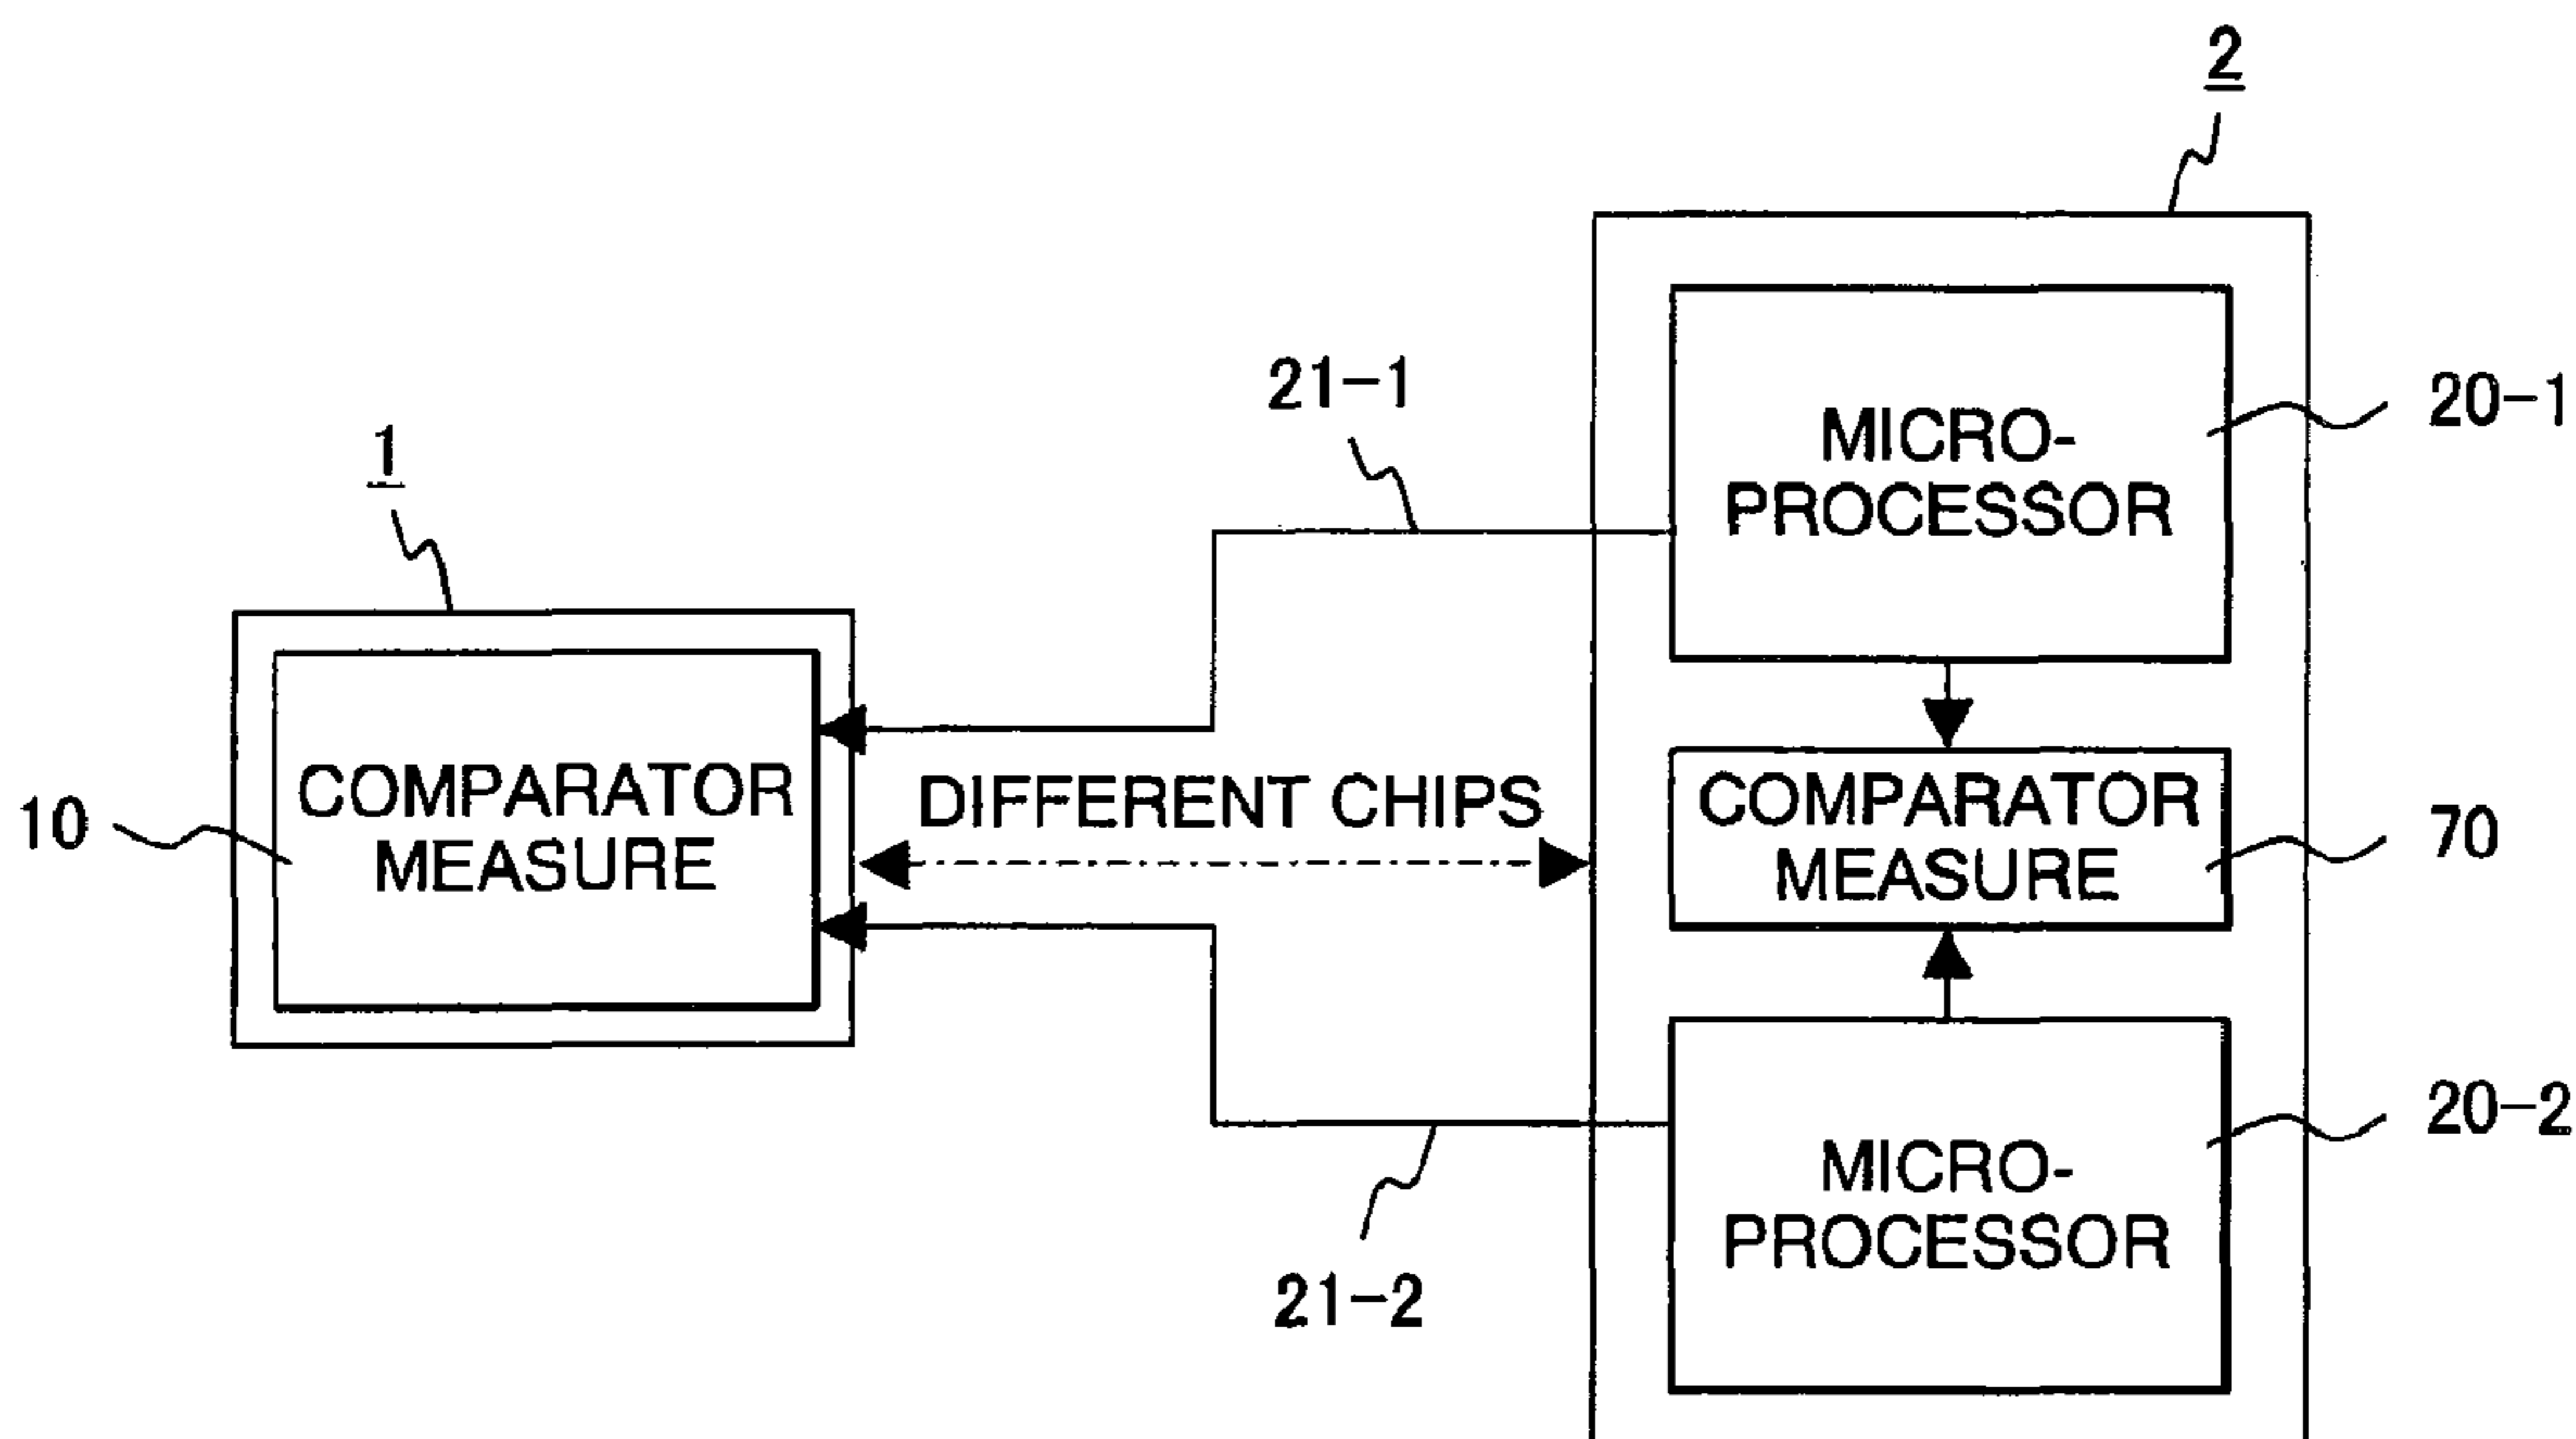 2
21-1
MICRO-
PROCESSOR
20-1
1
10
COMPARATOR
MEASURE
DIFFERENT CHIPS
COMPARATOR
MEASURE
70
21-2
MICRO-
PROCESSOR
20-2